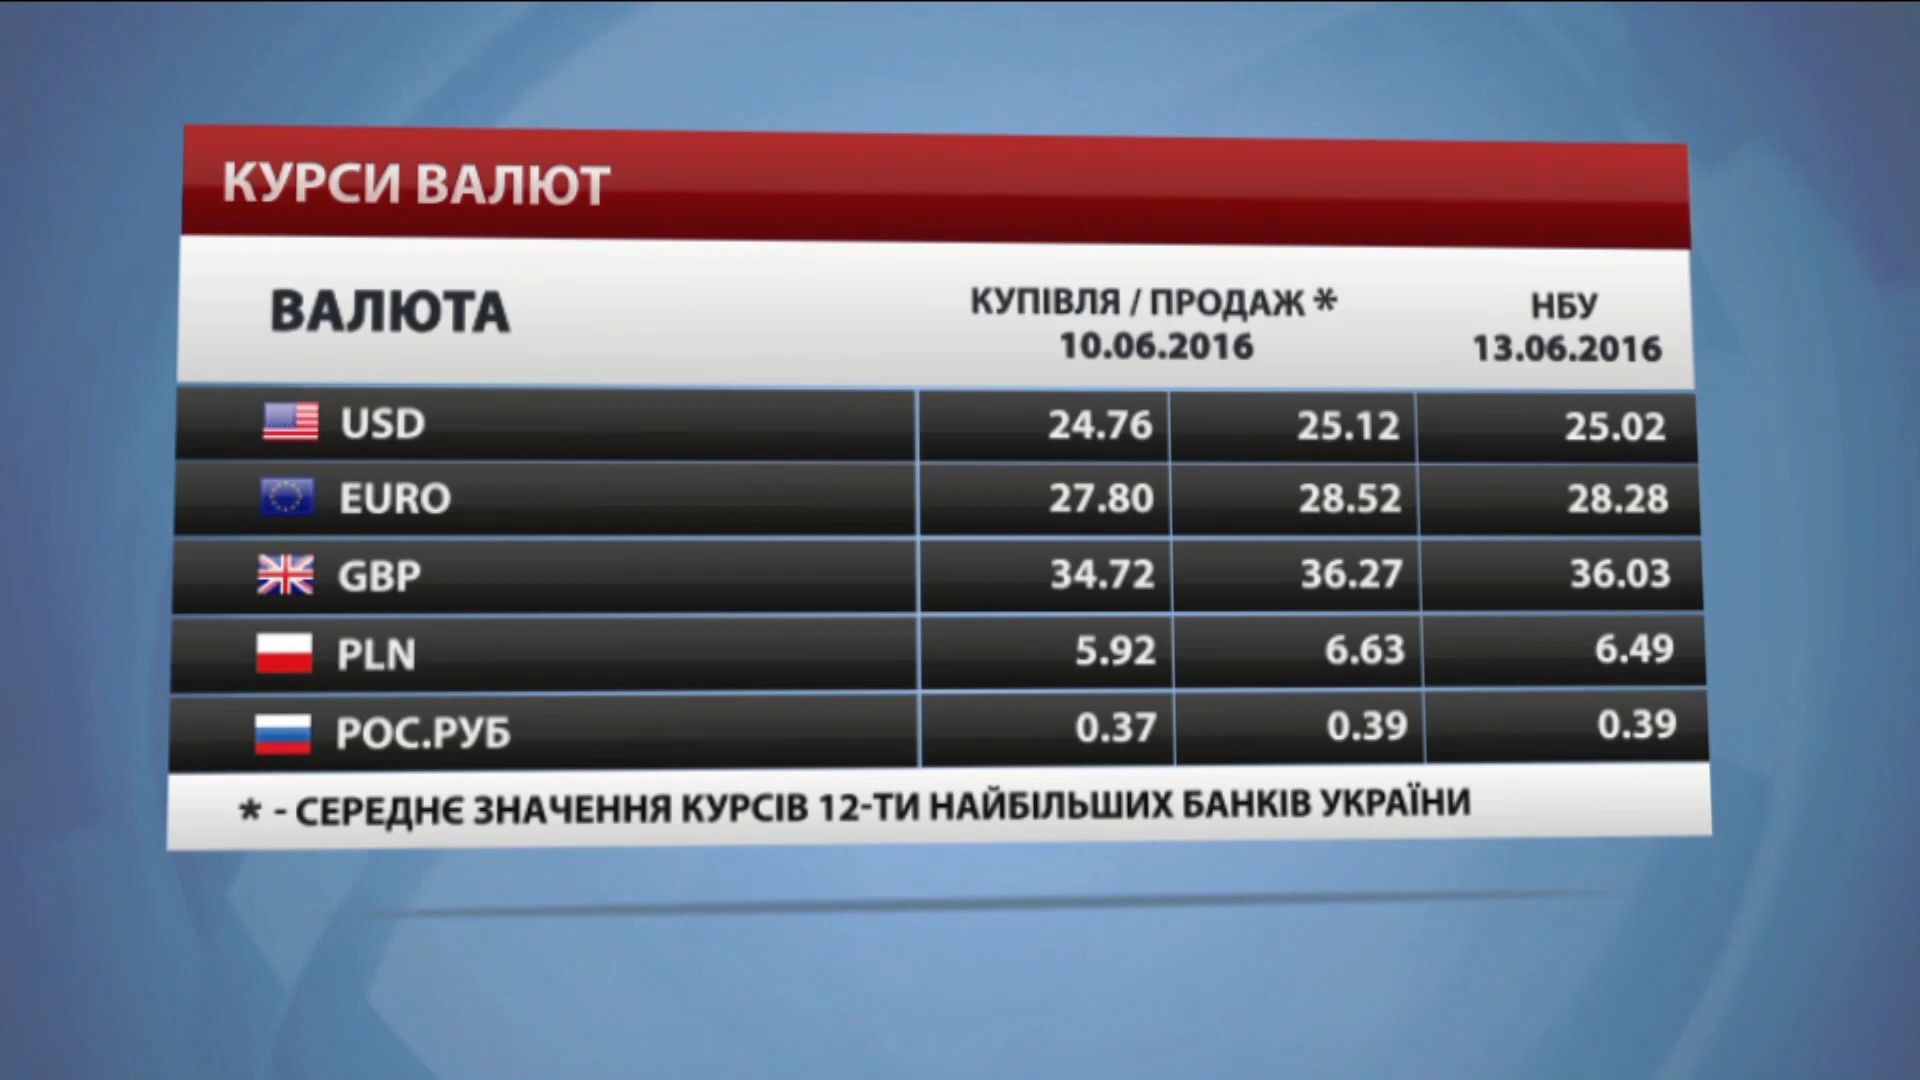 КУРСИ ВАЛЮТ
ВАЛЮТА
КУПІВЛЯ / ПРОДАЖ *
10.06.2016
НБУ
13.06.2016
USD 24.76 25.12 25.02
EURO 27.80 28.52 28.28
GBP 34.72 36.27 36.03
PLN 5.92 6.63 6.49
РОС.РУБ 0.37 0.39 0.39
* - СЕРЕДНЄ ЗНАЧЕННЯ КУРСІВ 12-ТИ НАЙБІЛЬШИХ БАНКІВ УКРАЇНИ